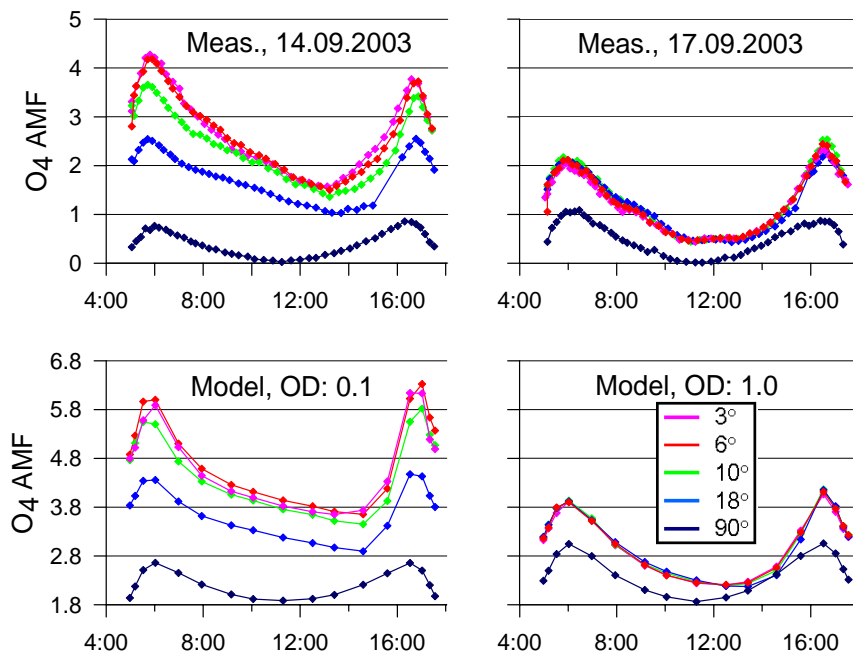 Meas., 14.09.2003
O4 AMF
5
4
3
2
1
0
4:00 8:00 12:00 16:00
Meas., 17.09.2003
4:00 8:00 12:00 16:00
Model, OD: 0.1
O4 AMF
6.8
5.8
4.8
3.8
2.8
1.8
4:00 8:00 12:00 16:00
Model, OD: 1.0
3°
6°
10°
18°
90°
4:00 8:00 12:00 16:00